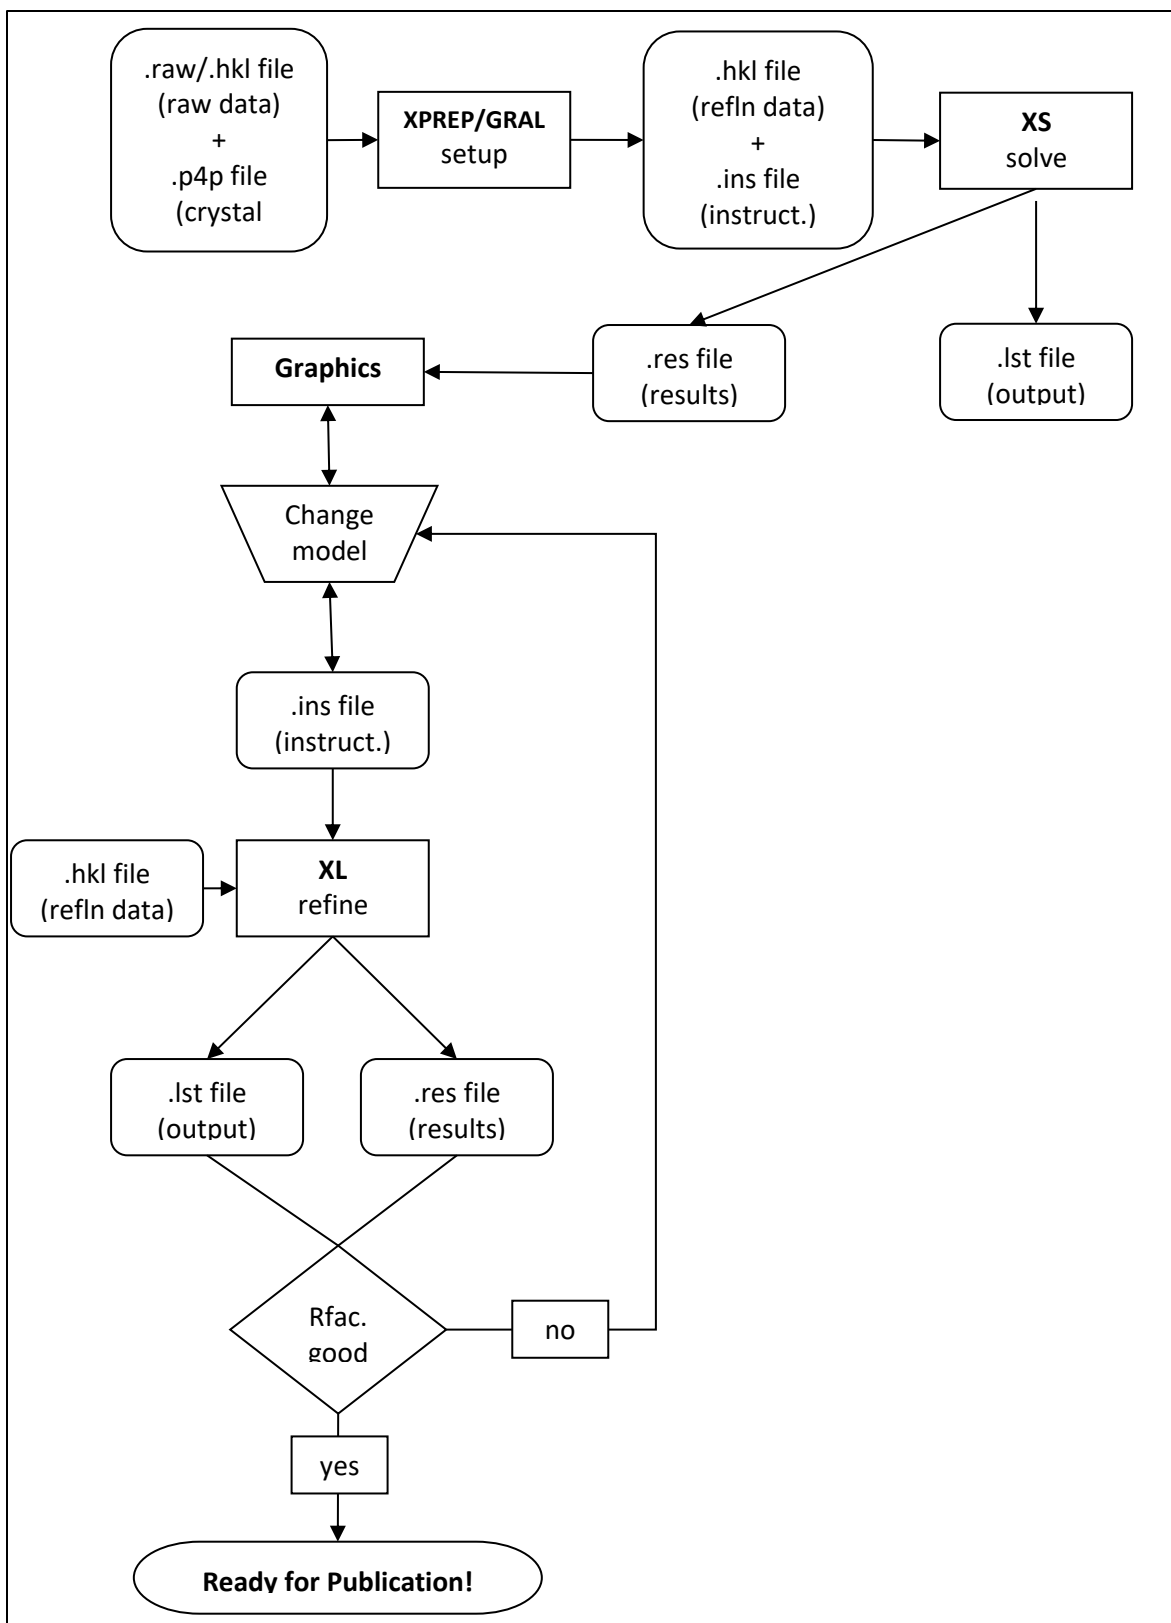 .raw/.hkl file
(raw data)
+
.p4p file
(crystal
XPREP/GRAL
setup
.hkl file
(refln data)
+
.ins file
(instruct.)
XS
solve
Graphics
.res file
(results)
.lst file
(output)
Change
model
.ins file
(instruct.)
.hkl file
(refln data)
XL
refine
.lst file
(output)
.res file
(results)
Rfac.
good
no
yes
Ready for Publication!